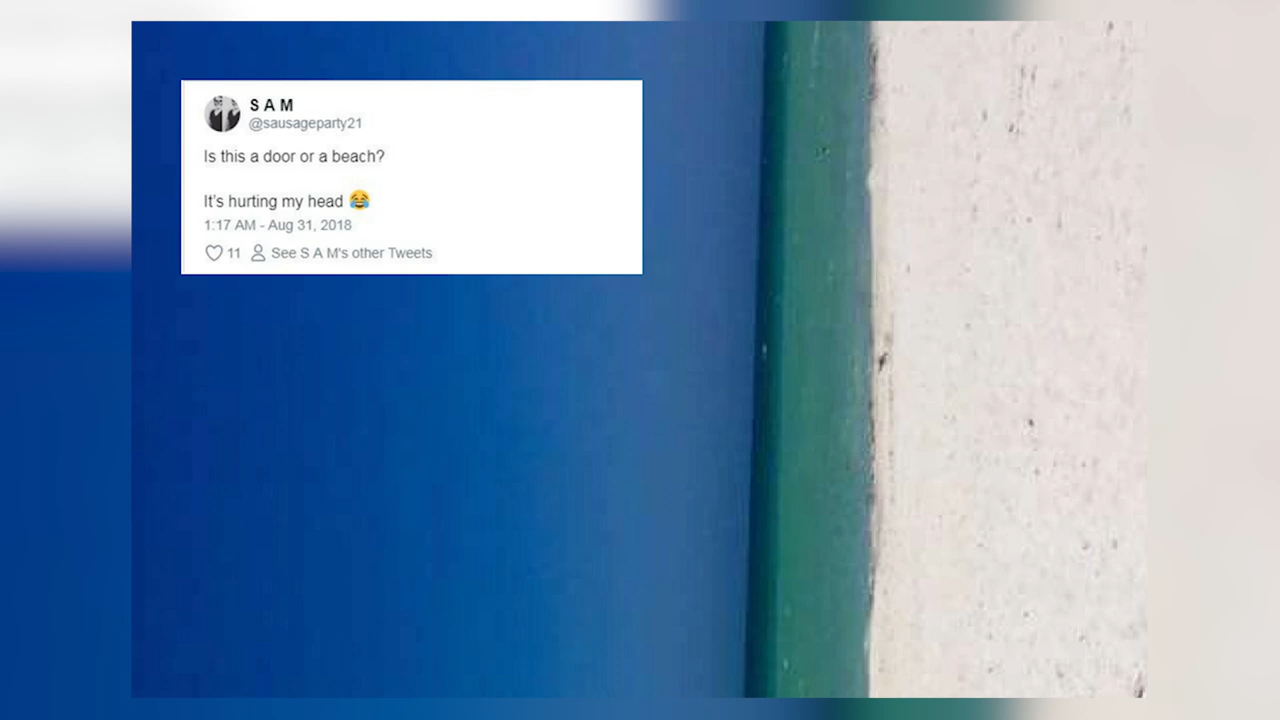 S A M
@sausageparty21
Is this a door or a beach?
It's hurting my head 😂
1:17 AM - Aug 31, 2018
11 See S A M's other Tweets